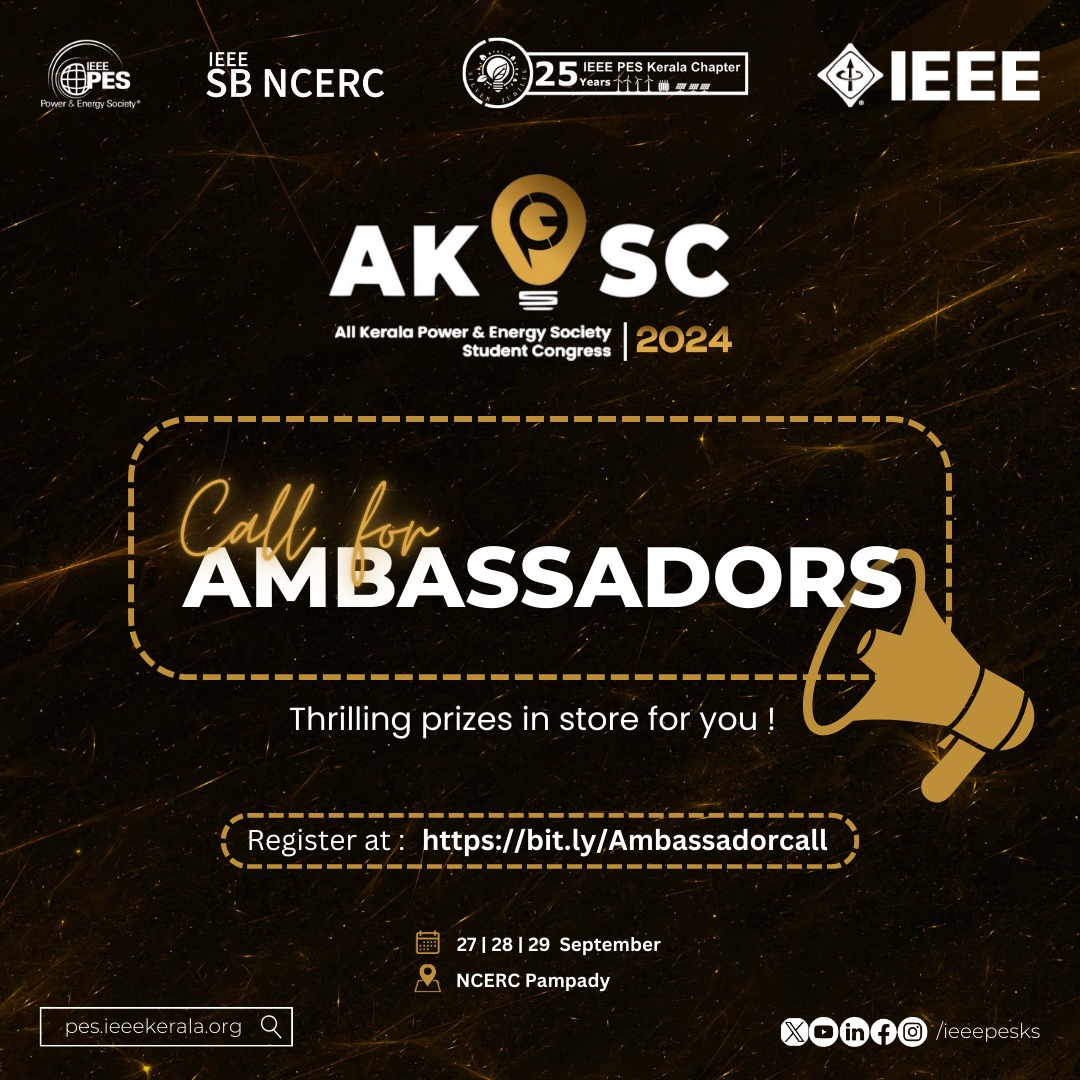 IEEE
PES
Power & Energy Society®
IEEE
SB NCERC
25 Years
IEEE PES Kerala Chapter
IEEE
AK SC
All Kerala Power & Energy Society
Student Congress
2024
Call for
AMBASSADORS
Thrilling prizes in store for you !
Register at : https://bit.ly/Ambassadorcall
27 | 28 | 29 September
NCERC Pampady
pes.ieeekerala.org
/ieeepesks